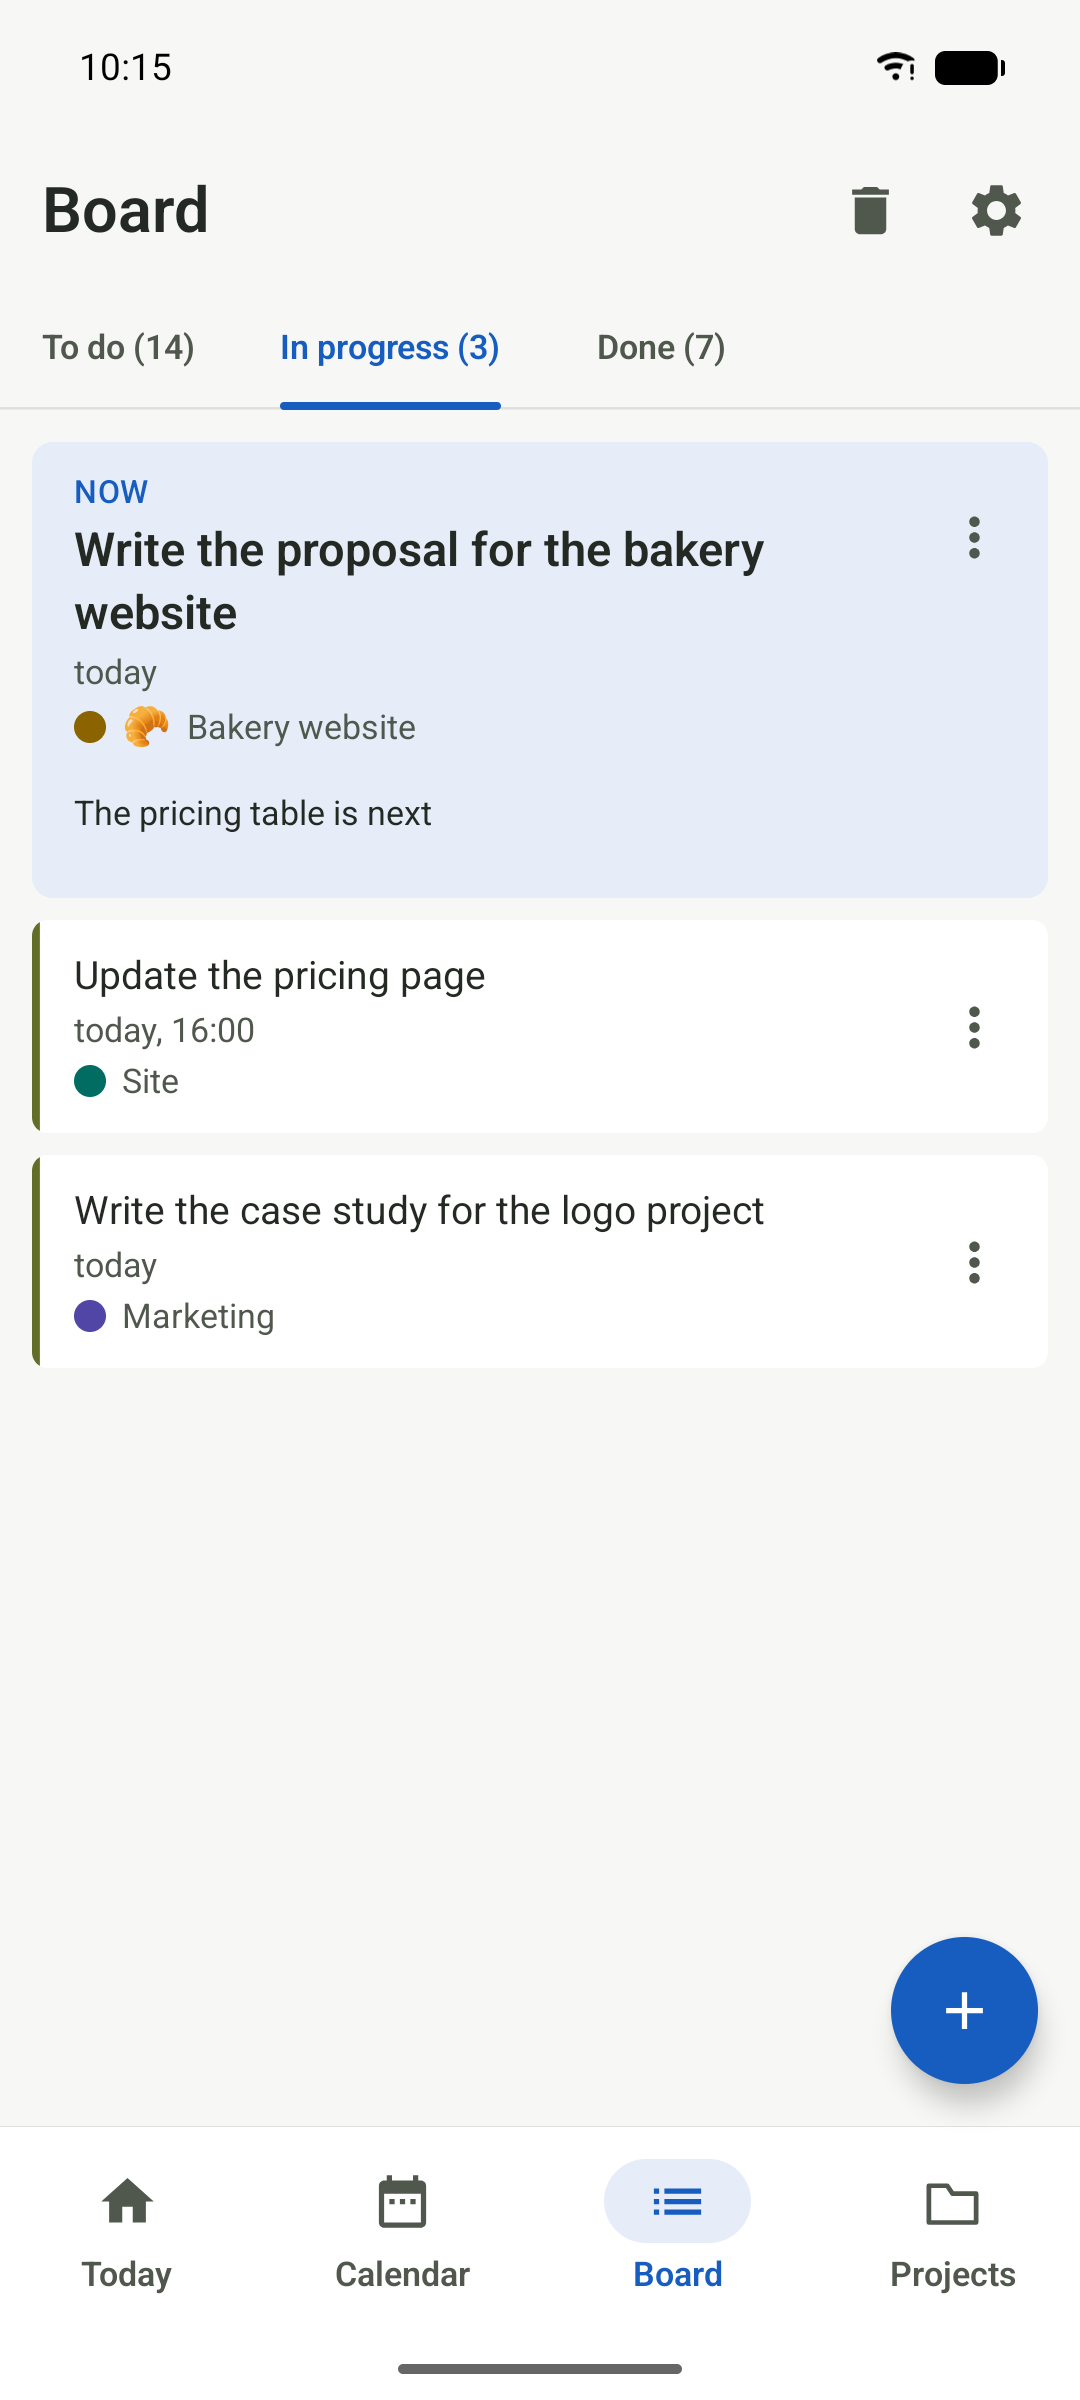 10:15
Board
To do (14)
In progress (3)
Done (7)
NOW
Write the proposal for the bakery
website
today
🥐 Bakery website
The pricing table is next
Update the pricing page
today, 16:00
Site
Write the case study for the logo project
today
Marketing
Today
Calendar
Board
Projects